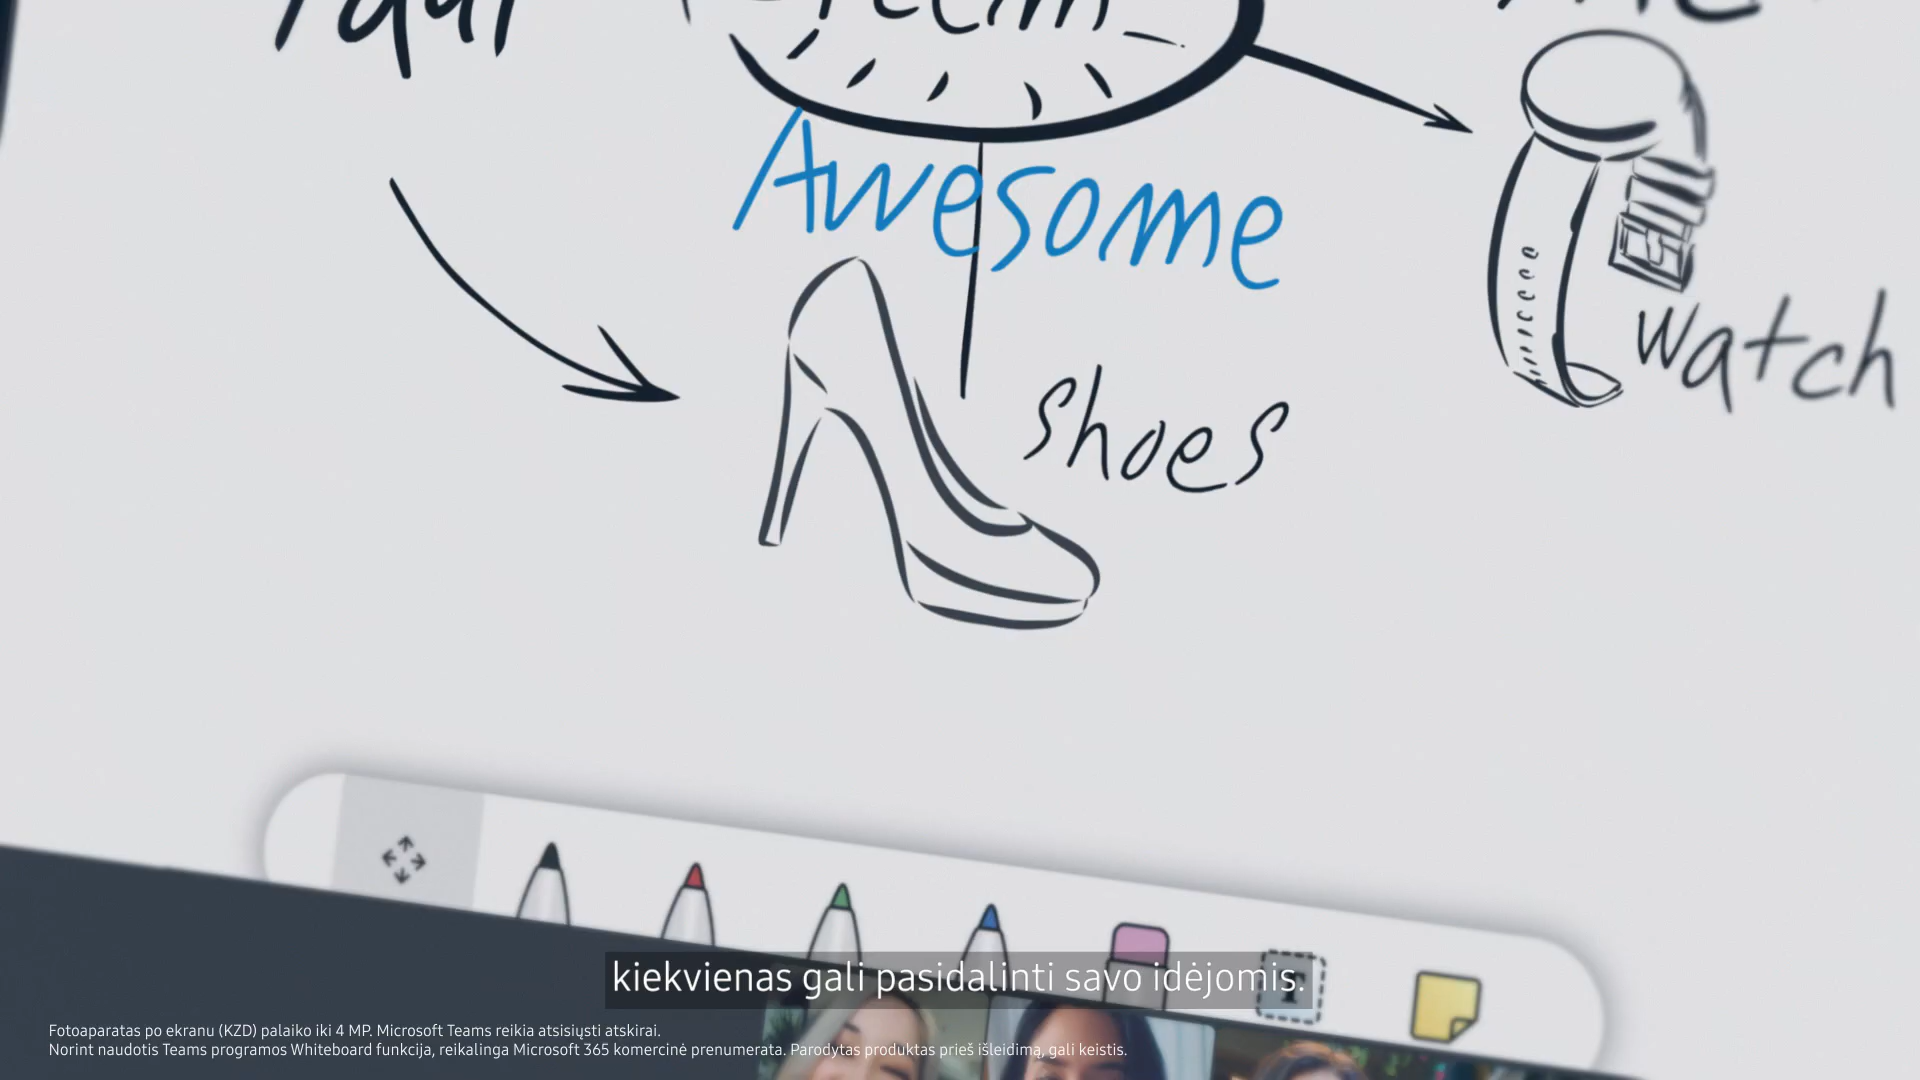 Awesome
shoes
watch
kiekvienas gali pasidalinti savo idėjomis.
Fotoaparatas po ekranu (KZD) palaiko iki 4 MP. Microsoft Teams reikia atsisiųsti atskirai.
Norint naudotis Teams programos Whiteboard funkcija, reikalinga Microsoft 365 komercinė prenumerata. Parodytas produktas prieš išleidimą, gali keistis.